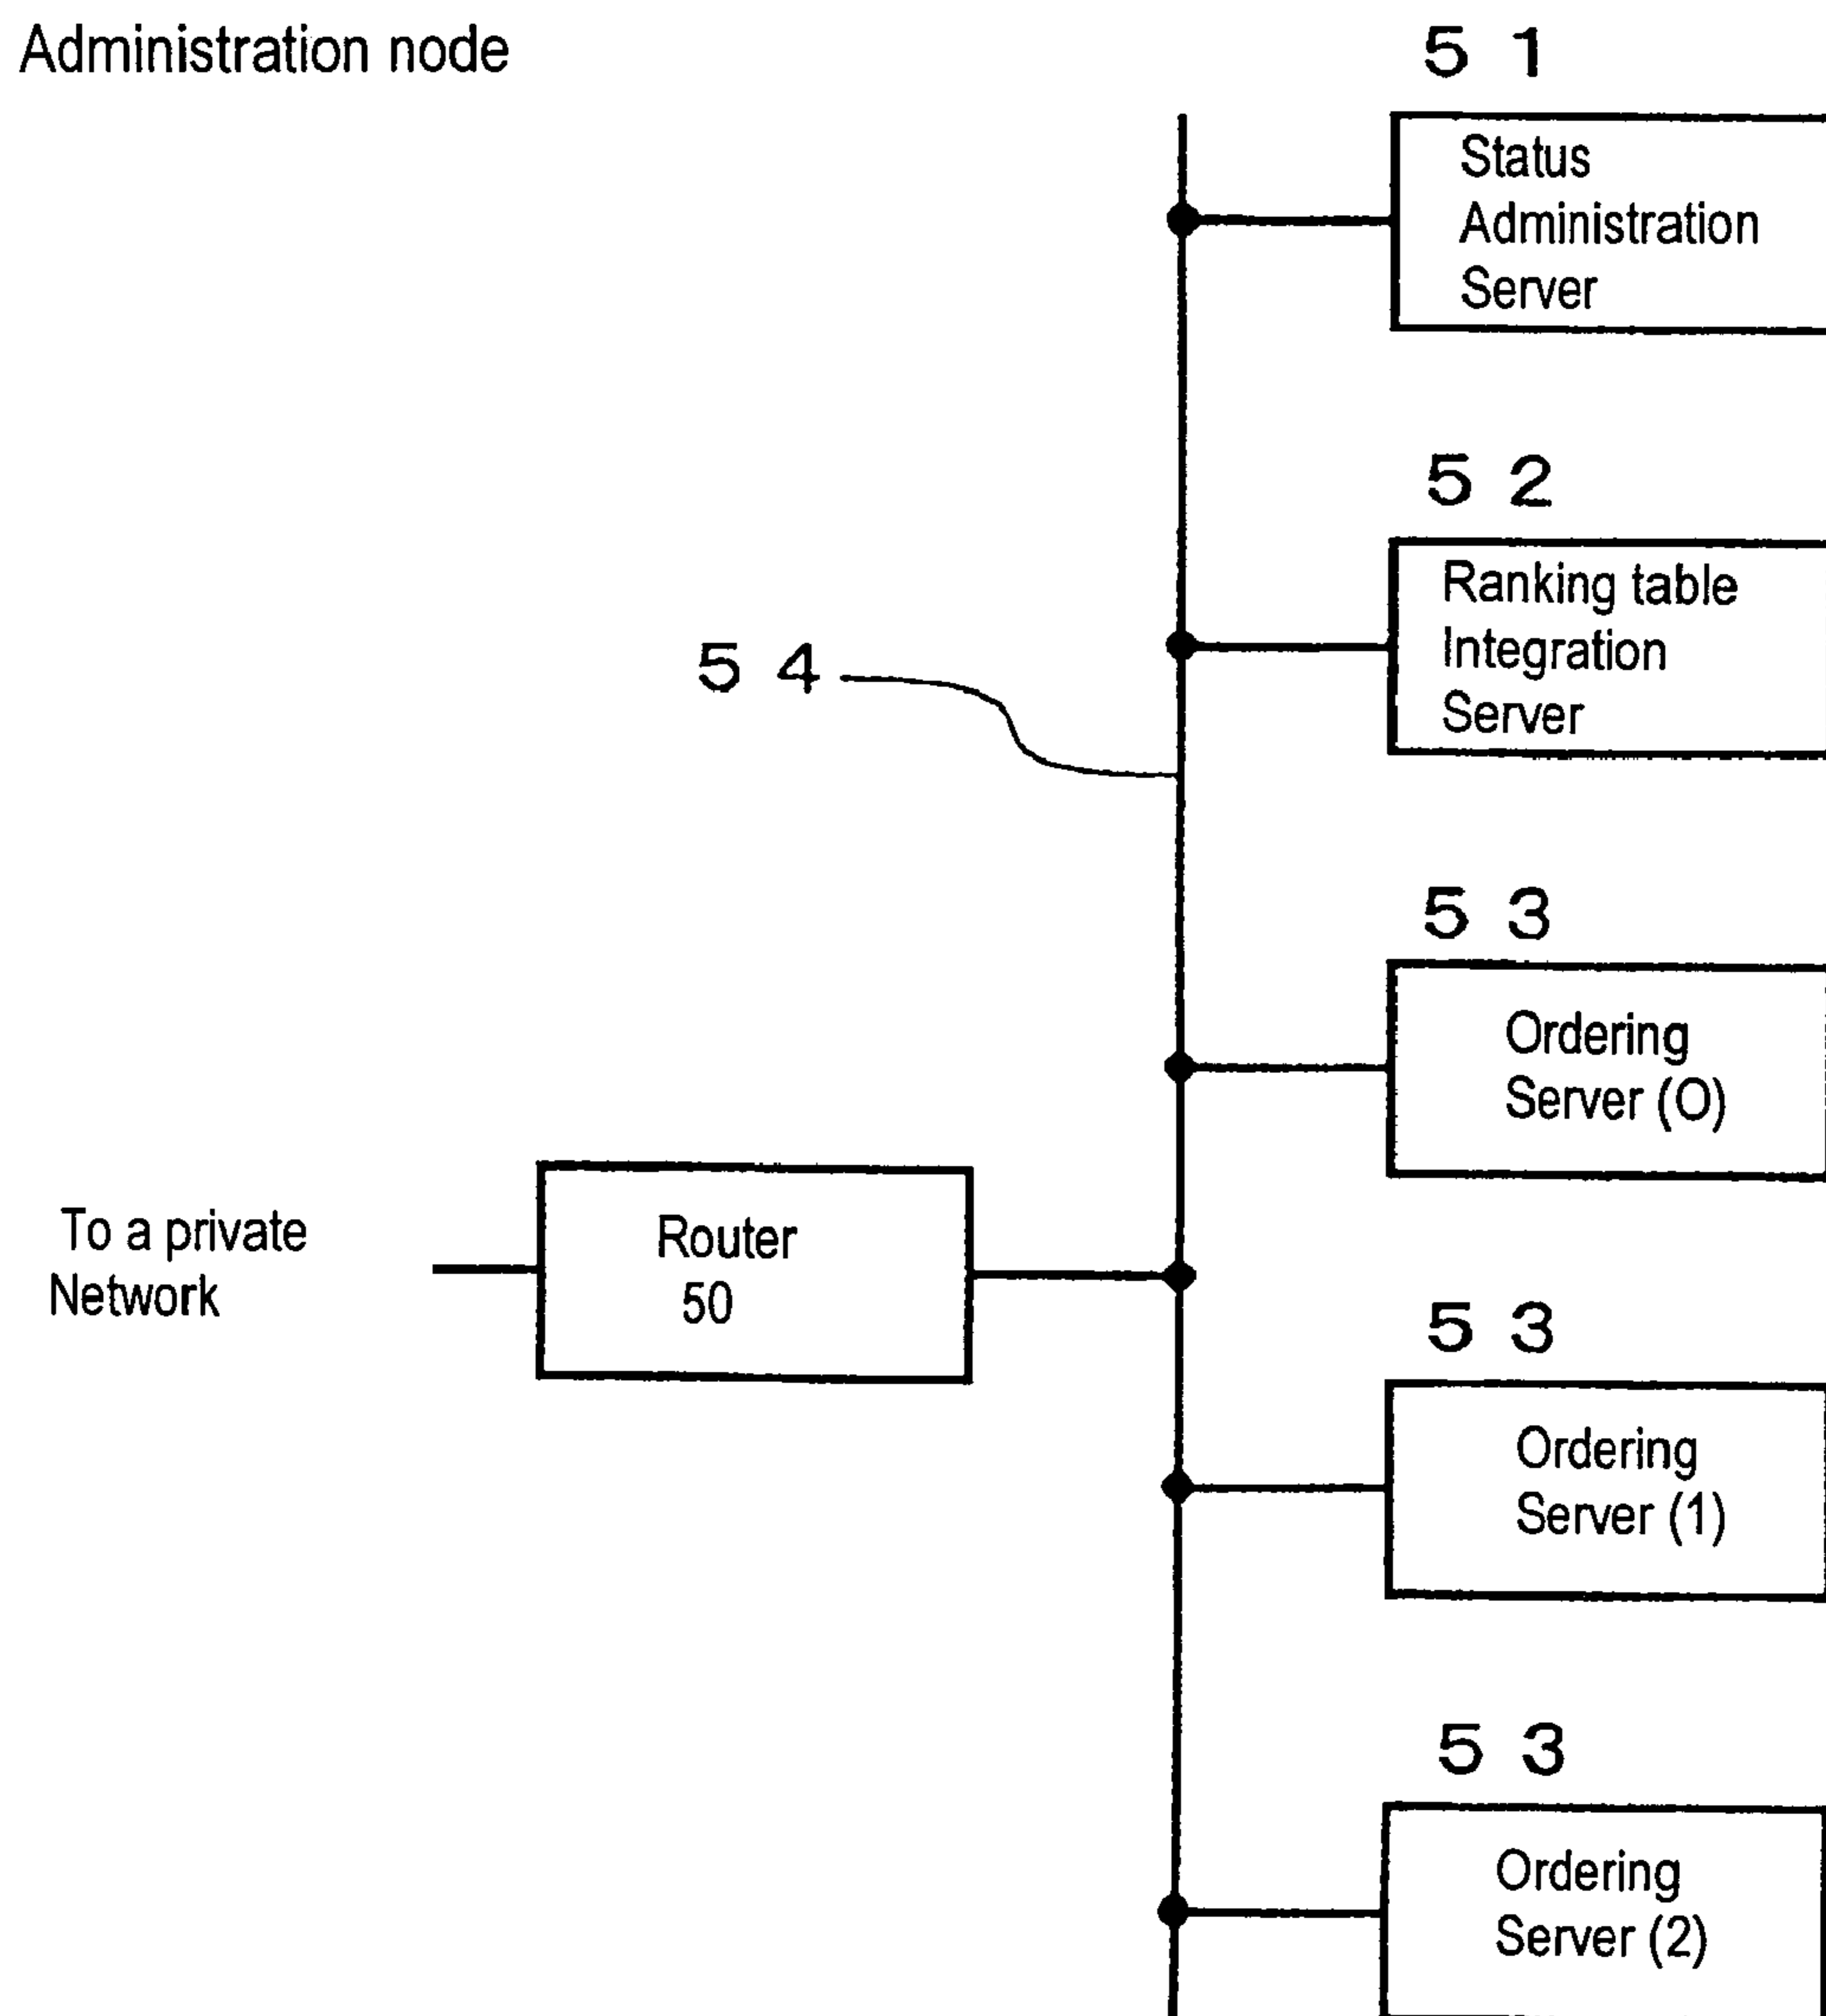 Administration node
5 1
Status
Administration
Server
5 2
Ranking table
Integration
Server
5 4
5 3
Ordering
Server (O)
To a private
Network
Router
50
5 3
Ordering
Server (1)
5 3
Ordering
Server (2)